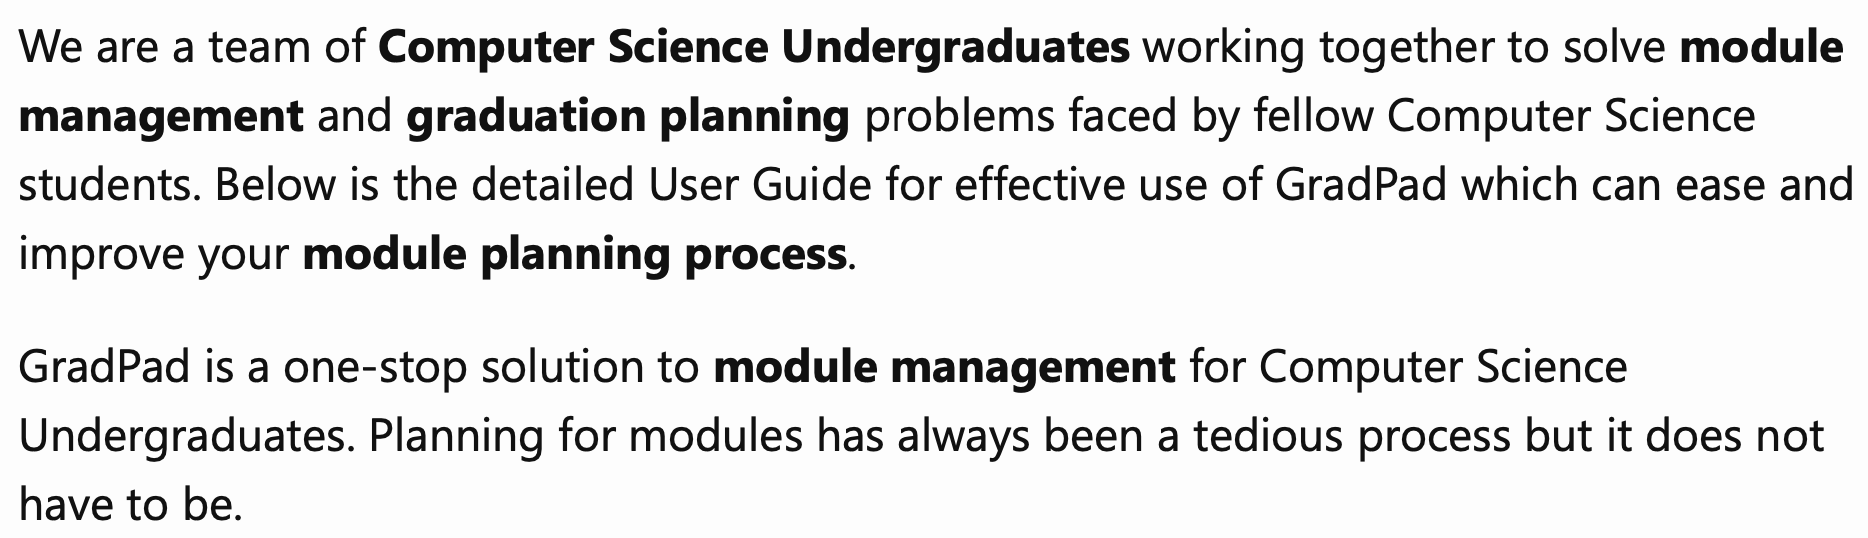 We are a team of Computer Science Undergraduates working together to solve module
management and graduation planning problems faced by fellow Computer Science
students. Below is the detailed User Guide for effective use of GradPad which can ease and
improve your module planning process.
GradPad is a one-stop solution to module management for Computer Science
Undergraduates. Planning for modules has always been a tedious process but it does not
have to be.